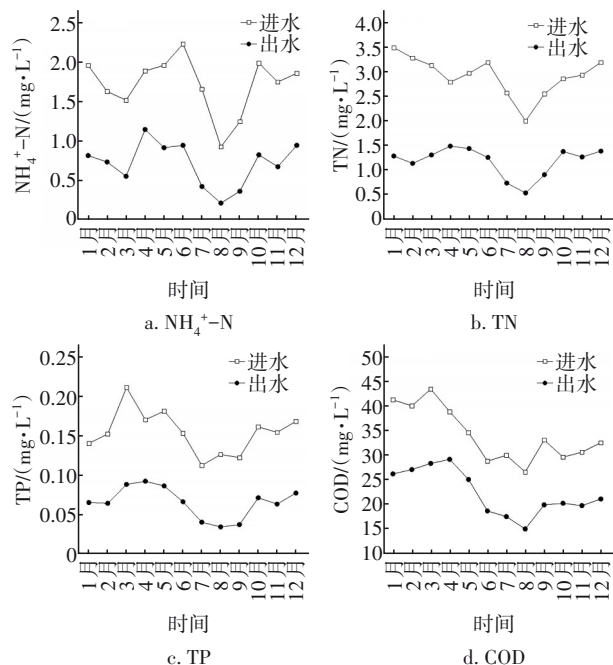 2.5
2.0
1.5
1.0
0.5
0
NH₄⁺-N/(mg•L⁻¹)
进水
出水
1月
2月
3月
4月
5月
6月
7月
8月
9月
10月
11月
12月
时间
a. NH₄⁺-N
4.0
3.5
3.0
2.5
2.0
1.5
1.0
0.5
0
TN/(mg•L⁻¹)
进水
出水
1月
2月
3月
4月
5月
6月
7月
8月
9月
10月
11月
12月
时间
b. TN
0.25
0.20
0.15
0.10
0.05
0
TP/(mg•L⁻¹)
进水
出水
1月
2月
3月
4月
5月
6月
7月
8月
9月
10月
11月
12月
时间
c. TP
50
45
40
35
30
25
20
15
10
COD/(mg•L⁻¹)
进水
出水
1月
2月
3月
4月
5月
6月
7月
8月
9月
10月
11月
12月
时间
d. COD